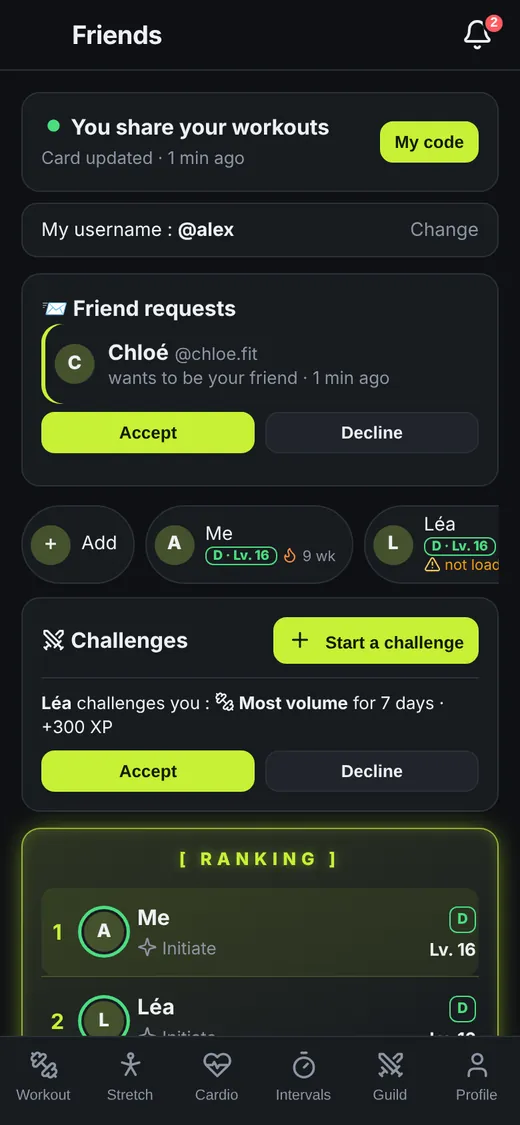 Friends
2
You share your workouts
Card updated · 1 min ago
My code
My username : @alex
Change
Friend requests
C
Chloé @chloe.fit
wants to be your friend · 1 min ago
Accept
Decline
+ Add
A
Me
D · Lv. 16
9 wk
L
Léa
D · Lv. 16
not load
Challenges
+ Start a challenge
Léa challenges you : Most volume for 7 days ·
+300 XP
Accept
Decline
[ RANKING ]
1
A
Me
Initiate
D
Lv. 16
2
L
Léa
D
Workout
Stretch
Cardio
Intervals
Guild
Profile